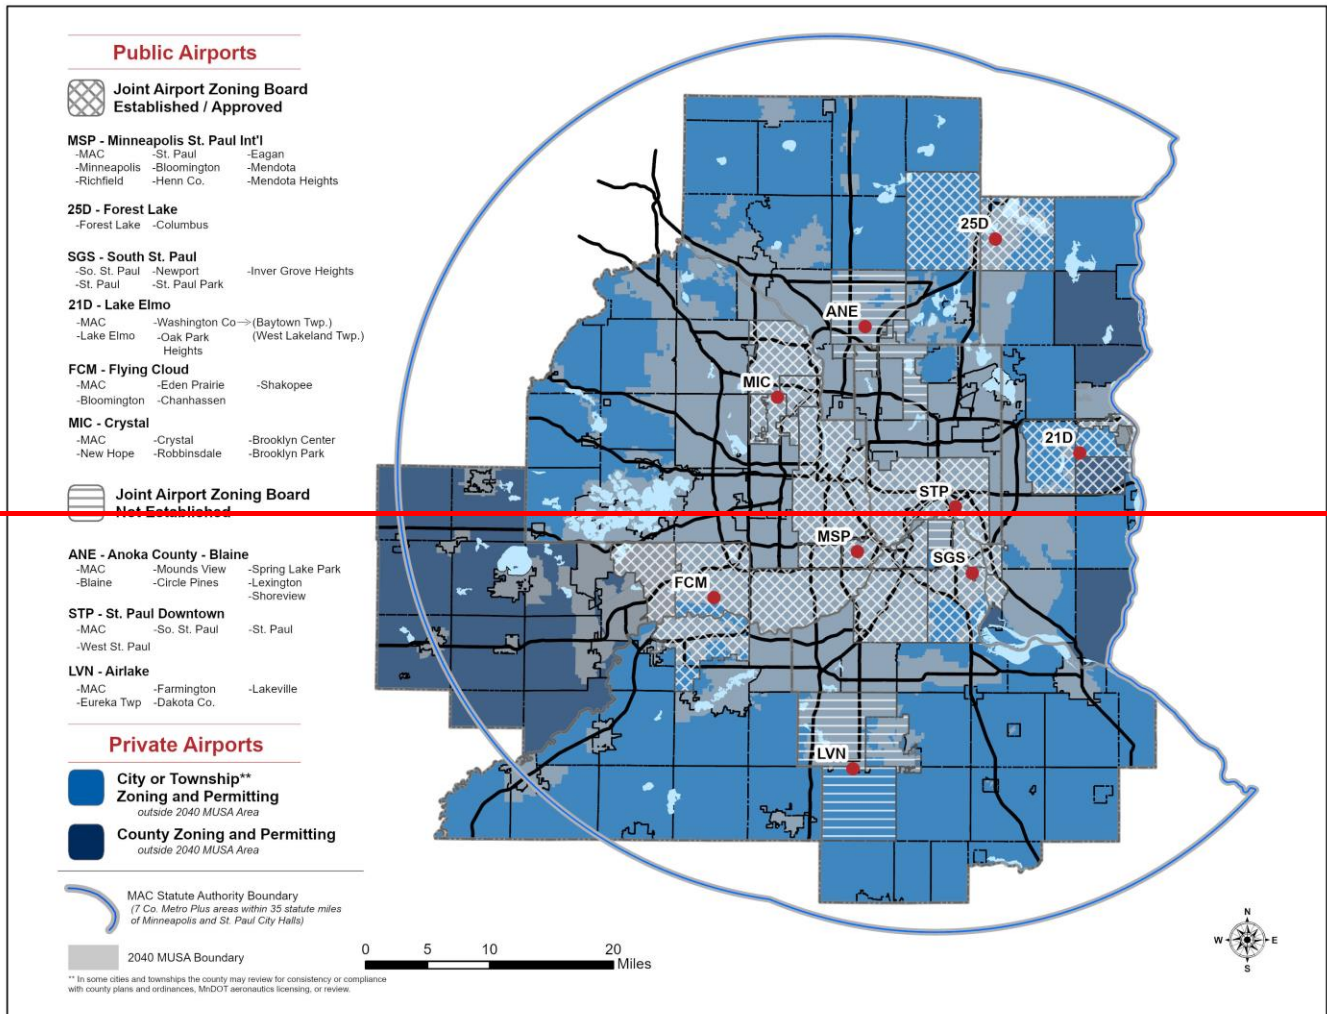 Public Airports
Joint Airport Zoning Board
Established / Approved
MSP - Minneapolis St. Paul Int'l
-MAC -St. Paul -Eagan
-Minneapolis -Bloomington -Mendota
-Richfield -Henn Co. -Mendota Heights
25D - Forest Lake
-Forest Lake -Columbus
SGS - South St. Paul
-So. St. Paul -Newport -Inver Grove Heights
-St. Paul -St. Paul Park
21D - Lake Elmo
-MAC -Washington Co→(Baytown Twp.)
-Lake Elmo -Oak Park (West Lakeland Twp.)
Heights
FCM - Flying Cloud
-MAC -Eden Prairie -Shakopee
-Bloomington -Chanhassen
MIC - Crystal
-MAC -Crystal -Brooklyn Center
-New Hope -Robbinsdale -Brooklyn Park
Joint Airport Zoning Board
Not Established
ANE - Anoka County - Blaine
-MAC -Mounds View -Spring Lake Park
-Blaine -Circle Pines -Lexington
-Shoreview
STP - St. Paul Downtown
-MAC -So. St. Paul -St. Paul
-West St. Paul
LVN - Airlake
-MAC -Farmington -Lakeville
-Eureka Twp -Dakota Co.
Private Airports
City or Township**
Zoning and Permitting
outside 2040 MUSA Area
County Zoning and Permitting
outside 2040 MUSA Area
MAC Statute Authority Boundary
(7 Co. Metro Plus areas within 35 statute miles
of Minneapolis and St. Paul City Halls)
2040 MUSA Boundary
** In some cities and townships the county may review for consistency or compliance
with county plans and ordinances, MnDOT aeronautics licensing, or review.
25D
ANE
MIC
21D
STP
MSP
SGS
FCM
LVN
0 5 10 20
Miles
N
W E
S